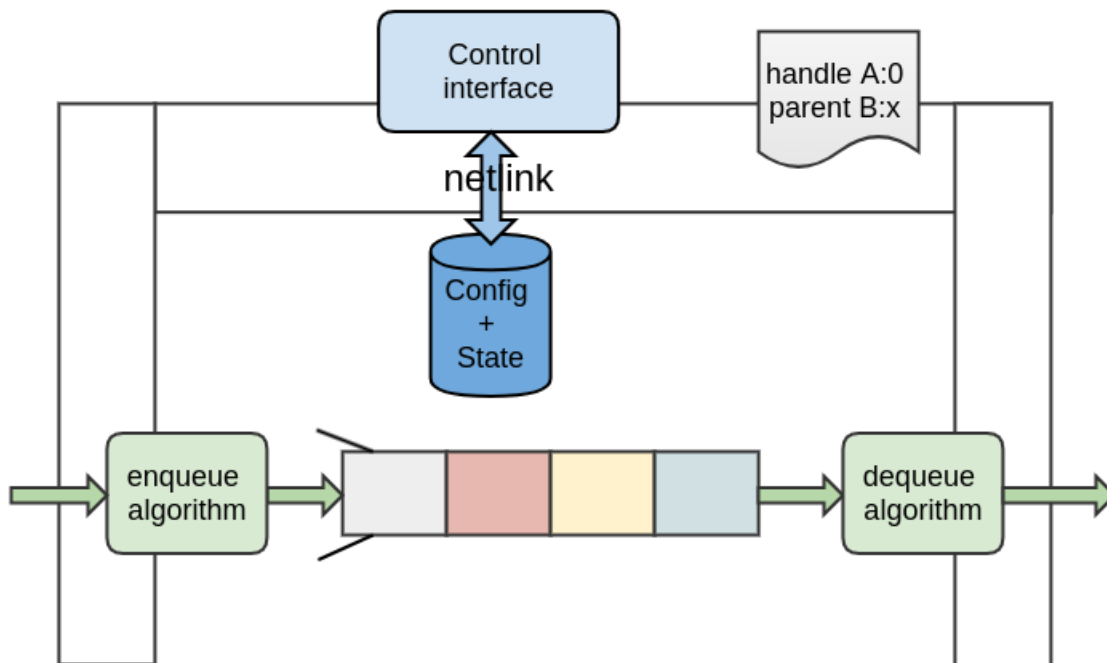 Control
interface
handle A:0
parent B:x
netlink
Config
+
State
enqueue
algorithm
dequeue
algorithm